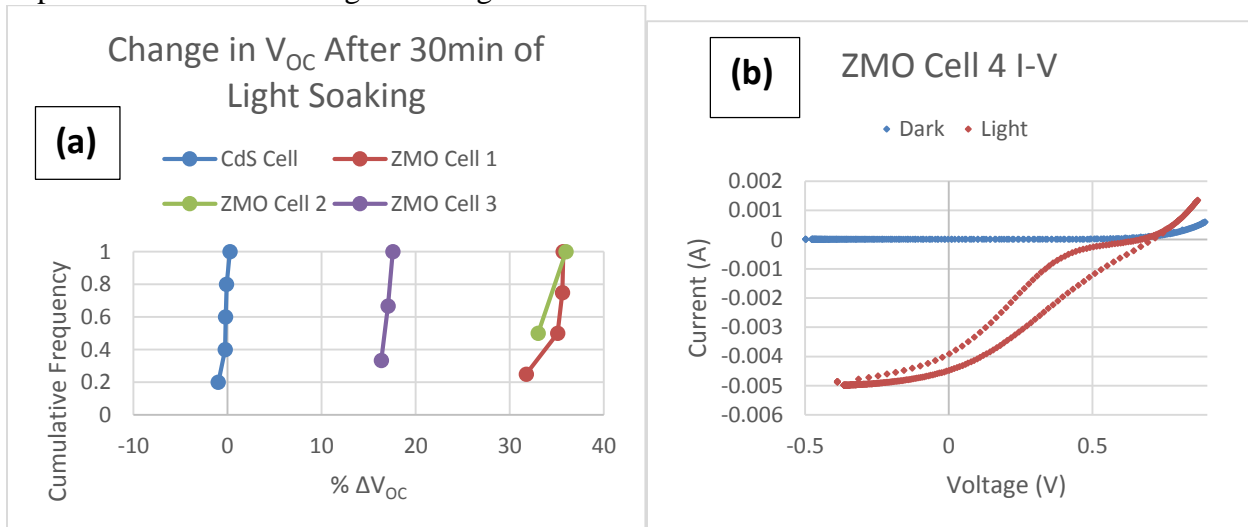 Change in VOC After 30min of
Light Soaking
(a)
CdS Cell
ZMO Cell 1
ZMO Cell 2
ZMO Cell 3
Cumulative Frequency
1
0.8
0.6
0.4
0.2
0
-10
0
10
20
30
40
% ΔVOC
(b)
ZMO Cell 4 I-V
Dark
Light
Current (A)
0.002
0.001
0
-0.001
-0.002
-0.003
-0.004
-0.005
-0.006
-0.5
0
0.5
Voltage (V)